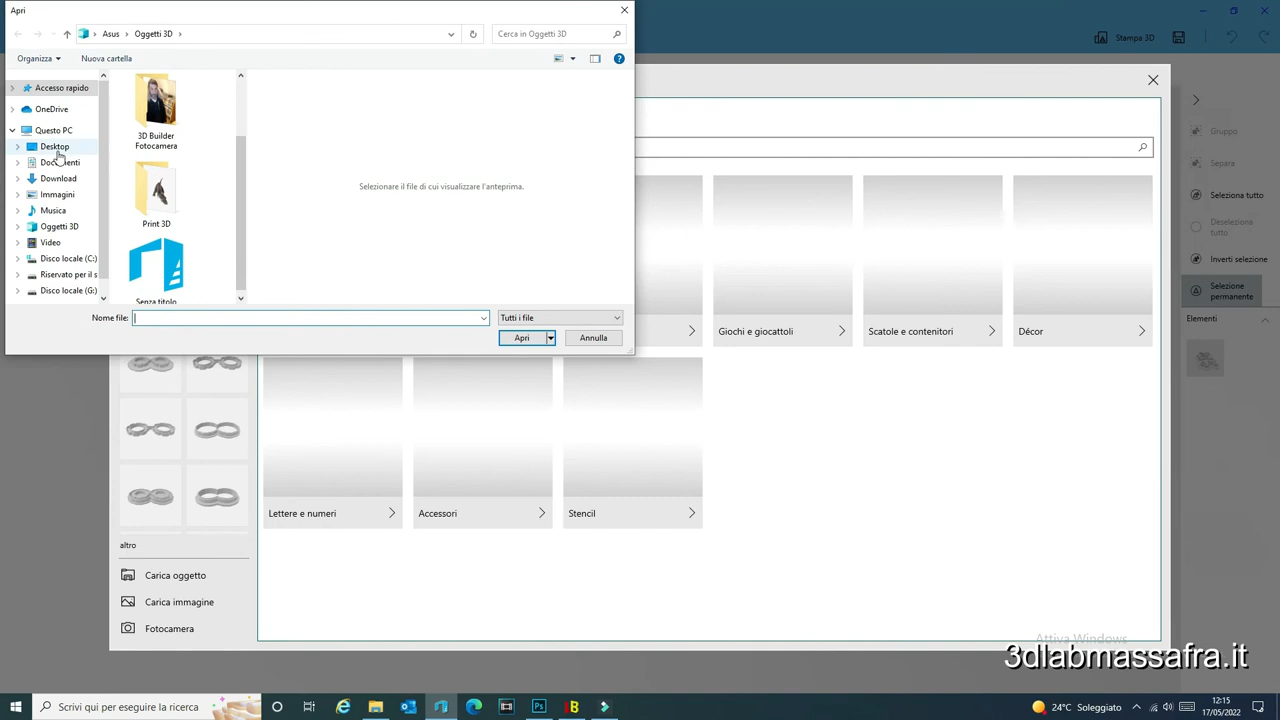 Apri
Asus
Oggetti 3D
Cerca in Oggetti 3D
Organizza
Nuova cartella
Accesso rapido
OneDrive
Questo PC
Desktop
Documenti
Download
Immagini
Musica
Oggetti 3D
Video
Disco locale (C:)
Riservato per il s
Disco locale (G:)
3D Builder
Fotocamera
Print 3D
Senza titolo
Selezionare il file di cui visualizzare l'anteprima.
Nome file:
Tutti i file
Apri
Annulla
Stampa 3D
Gruppo
Separa
Seleziona tutto
Deseleziona
tutto
Inverti selezione
Selezione
permanente
Elementi
Giochi e giocattoli
Scatole e contenitori
Décor
Lettere e numeri
Accessori
Stencil
altro
Carica oggetto
Carica immagine
Fotocamera
Attiva Windows
3dlabmassafra.it
Scrivi qui per eseguire la ricerca
24°C Soleggiato
12:15
17/05/2022